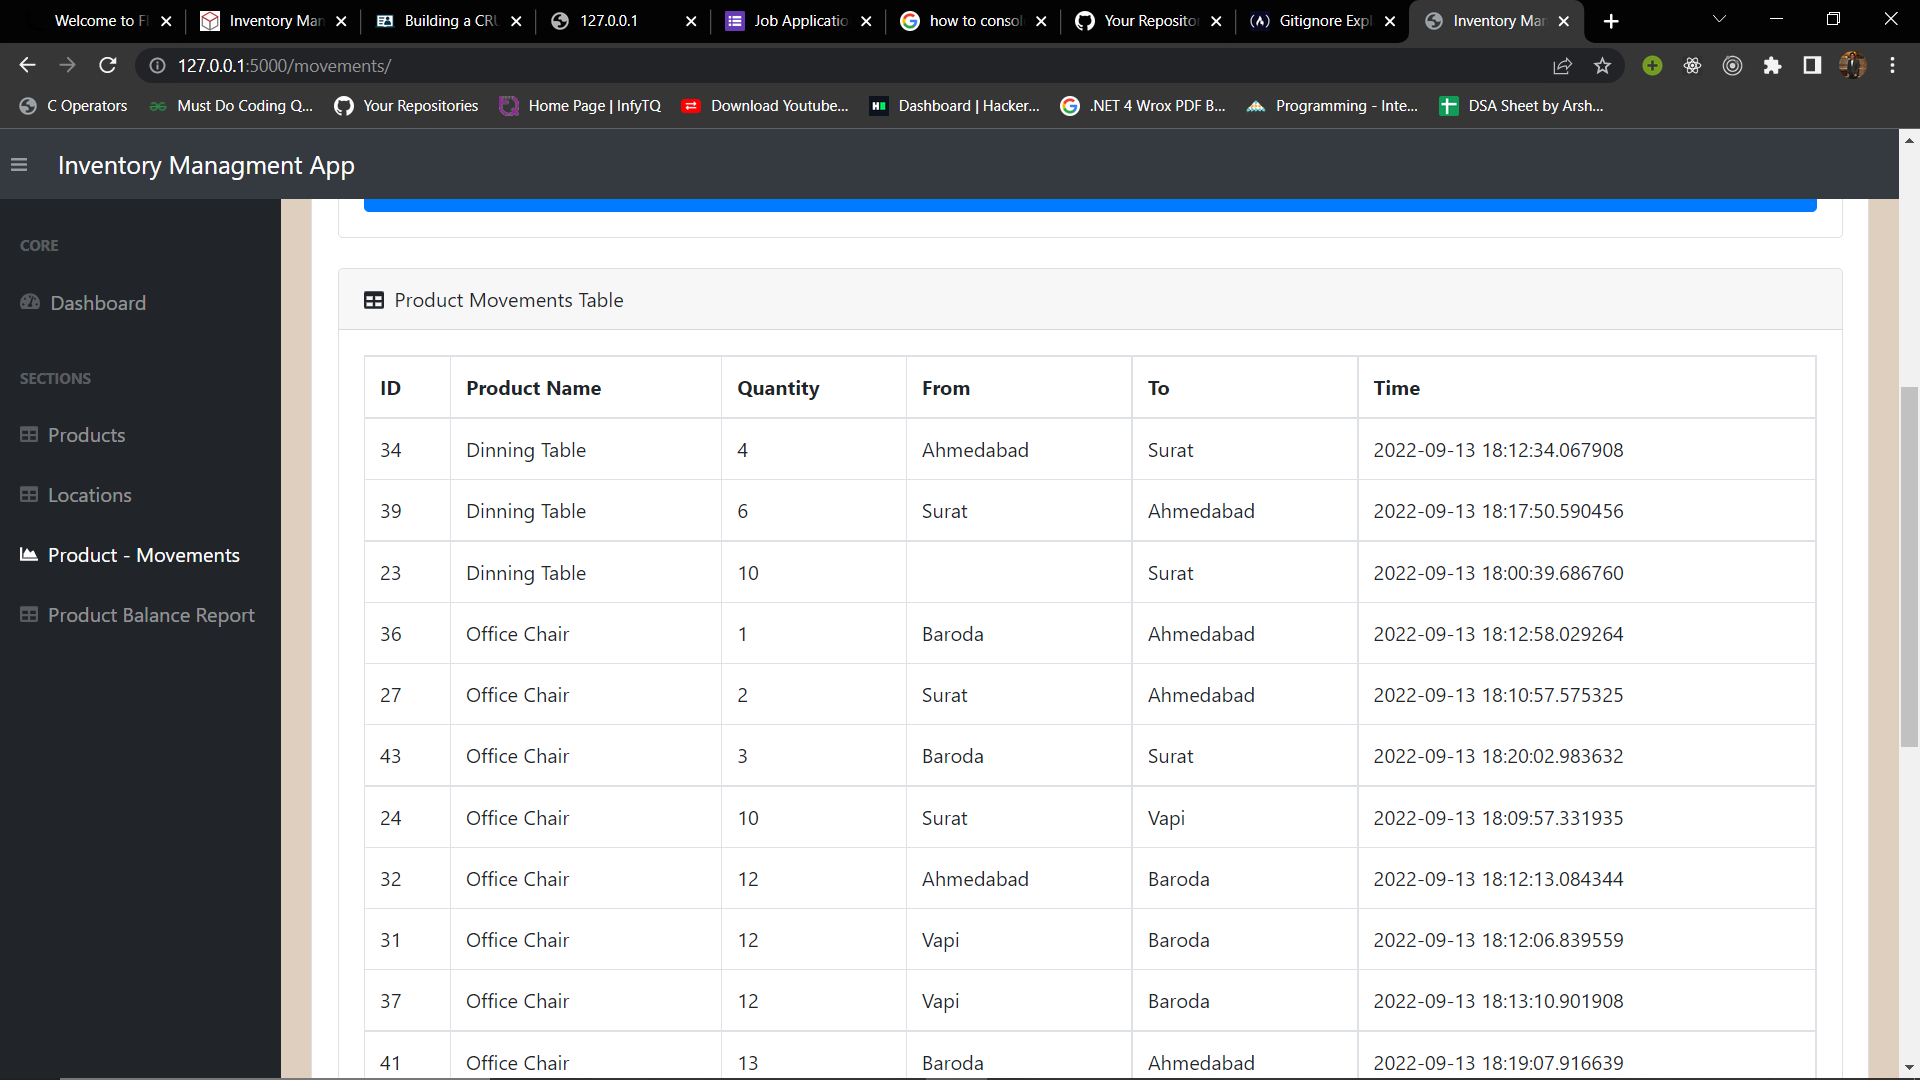 Welcome to Fl
Inventory Man
Building a CRU
127.0.0.1
Job Applicatio
how to consol
Your Reposito
Gitignore Expl
Inventory Man
127.0.0.1:5000/movements/
C Operators
Must Do Coding Q...
Your Repositories
Home Page | InfyTQ
Download Youtube...
Dashboard | Hacker...
.NET 4 Wrox PDF B...
Programming - Inte...
DSA Sheet by Arsh...
Inventory Managment App
CORE
Dashboard
SECTIONS
Products
Locations
Product - Movements
Product Balance Report
Product Movements Table
ID Product Name Quantity From To Time
34 Dinning Table 4 Ahmedabad Surat 2022-09-13 18:12:34.067908
39 Dinning Table 6 Surat Ahmedabad 2022-09-13 18:17:50.590456
23 Dinning Table 10 Surat 2022-09-13 18:00:39.686760
36 Office Chair 1 Baroda Ahmedabad 2022-09-13 18:12:58.029264
27 Office Chair 2 Surat Ahmedabad 2022-09-13 18:10:57.575325
43 Office Chair 3 Baroda Surat 2022-09-13 18:20:02.983632
24 Office Chair 10 Surat Vapi 2022-09-13 18:09:57.331935
32 Office Chair 12 Ahmedabad Baroda 2022-09-13 18:12:13.084344
31 Office Chair 12 Vapi Baroda 2022-09-13 18:12:06.839559
37 Office Chair 12 Vapi Baroda 2022-09-13 18:13:10.901908
41 Office Chair 13 Baroda Ahmedabad 2022-09-13 18:19:07.916639